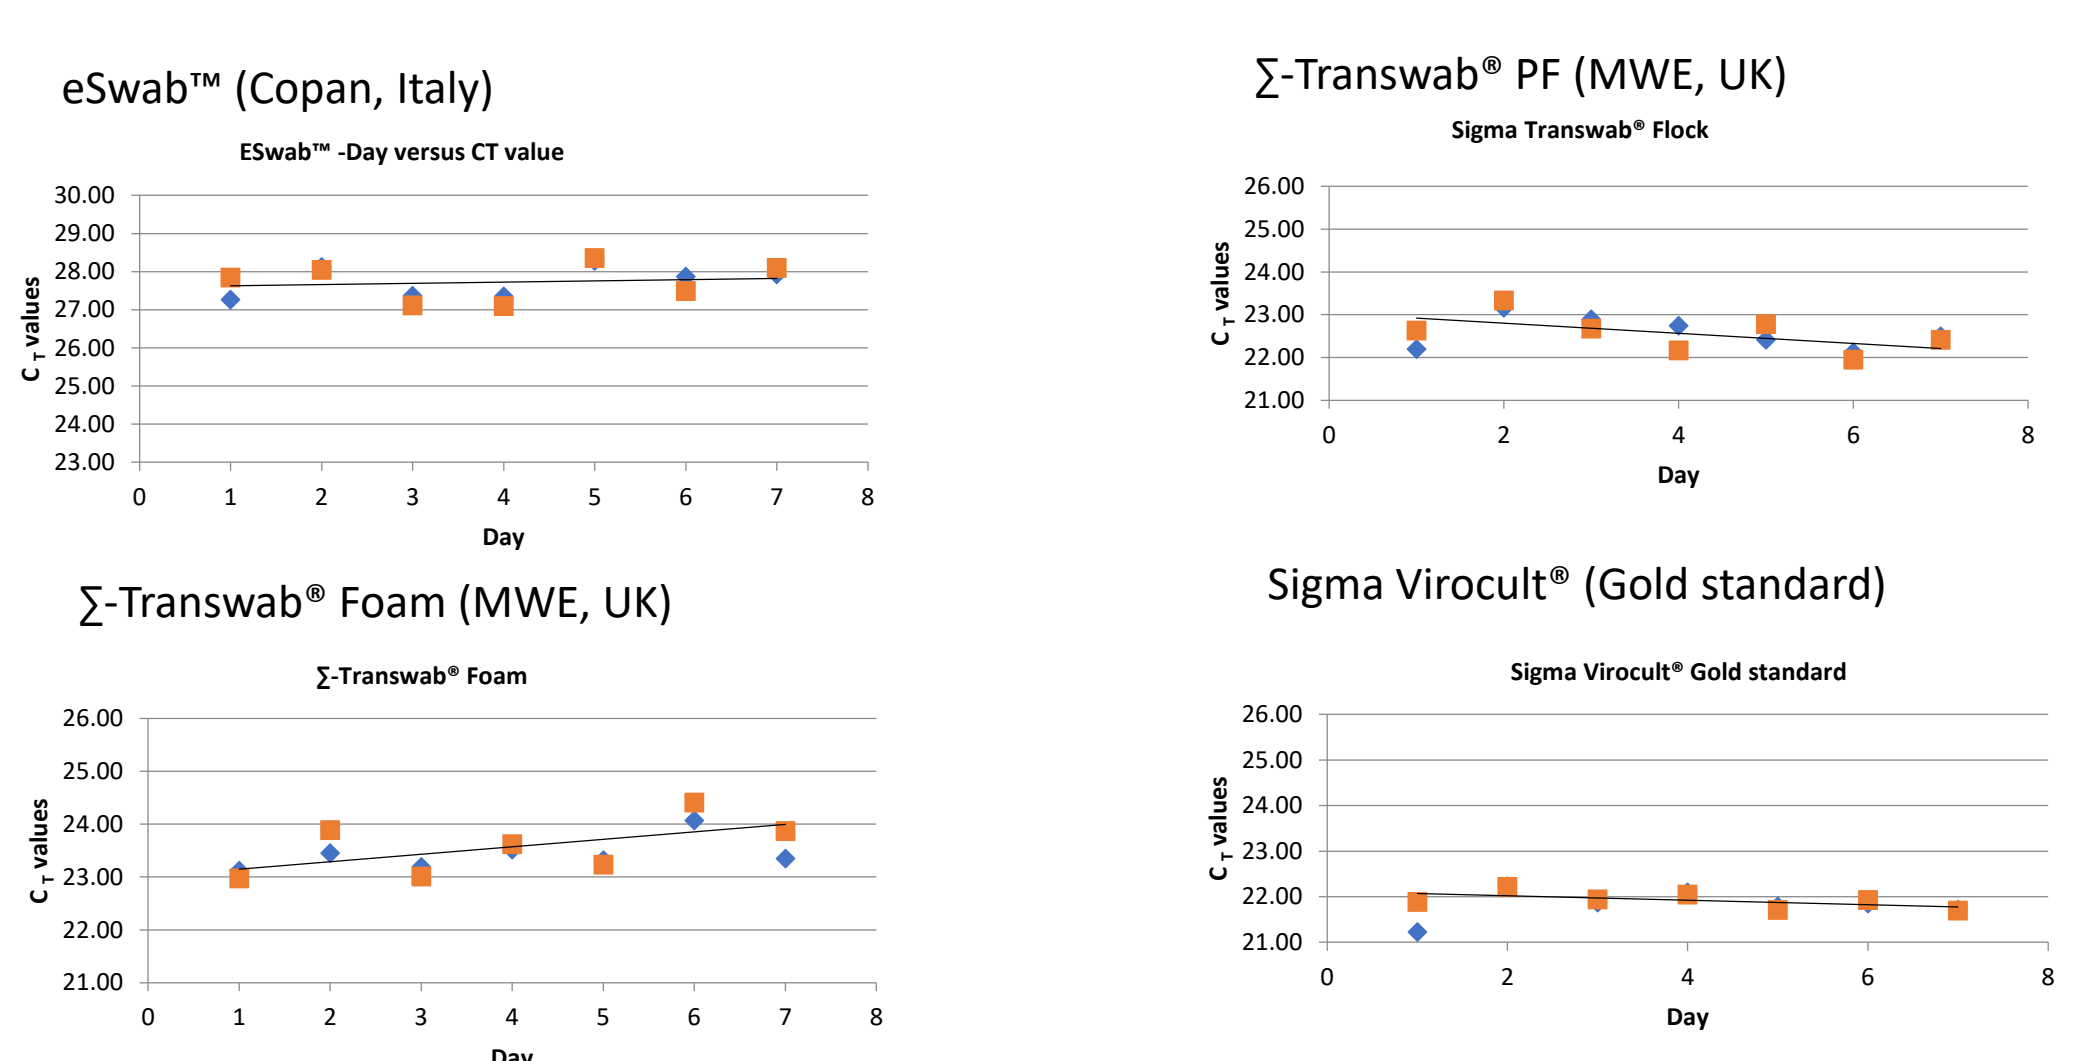 eSwab™ (Copan, Italy)
ESwab™ -Day versus CT value
30.00
29.00
28.00
27.00
26.00
25.00
24.00
23.00
C T values
0 1 2 3 4 5 6 7 8
Day
∑-Transwab® PF (MWE, UK)
Sigma Transwab® Flock
26.00
25.00
24.00
23.00
22.00
21.00
C T values
0 2 4 6 8
Day
∑-Transwab® Foam (MWE, UK)
∑-Transwab® Foam
26.00
25.00
24.00
23.00
22.00
21.00
C T values
0 1 2 3 4 5 6 7 8
Day
Sigma Virocult® (Gold standard)
Sigma Virocult® Gold standard
26.00
25.00
24.00
23.00
22.00
21.00
C T values
0 2 4 6 8
Day